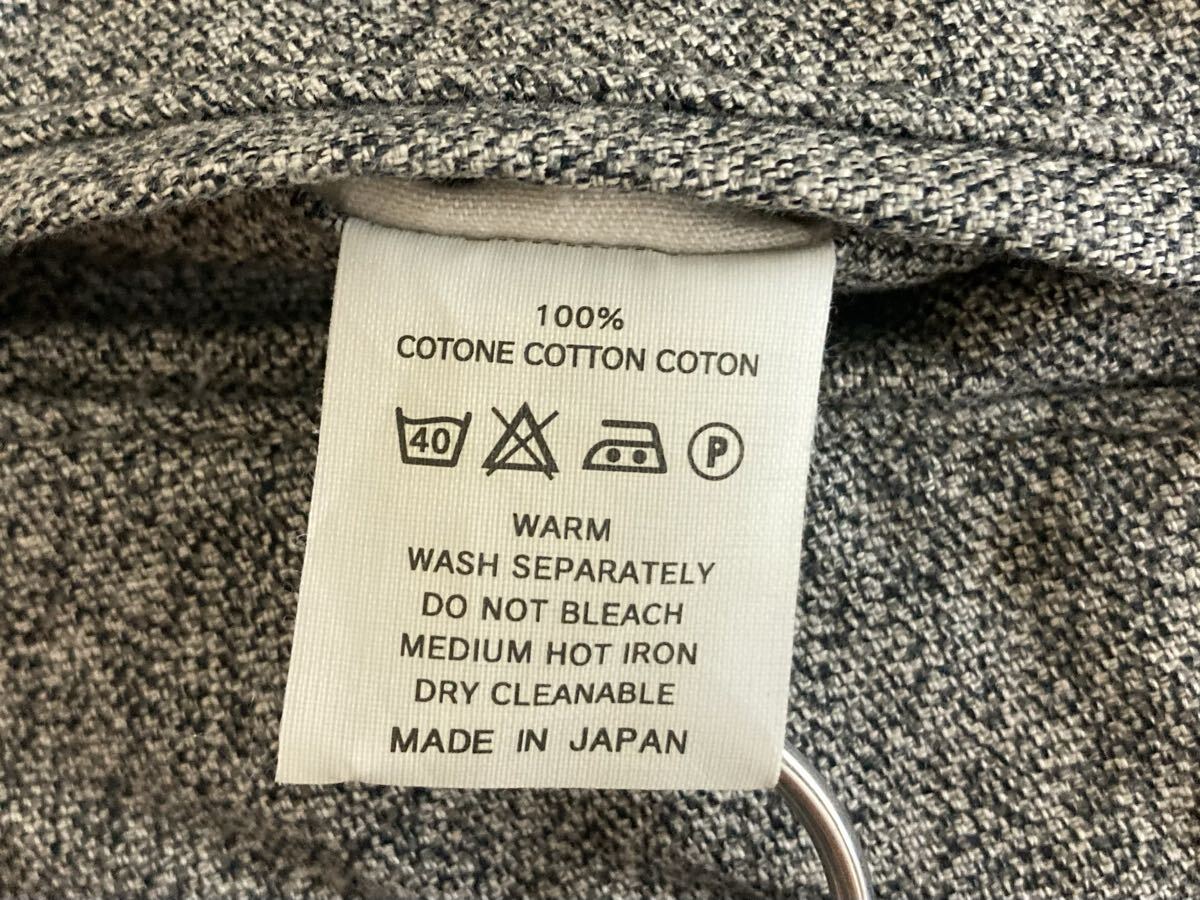 100%
COTONE COTTON COTON
40 P
WARM
WASH SEPARATELY
DO NOT BLEACH
MEDIUM HOT IRON
DRY CLEANABLE
MADE IN JAPAN